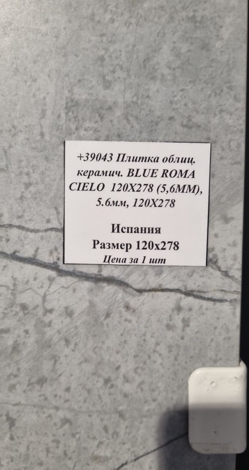 +39043 Плитка облиц.
керамич. BLUE ROMA
CIELO 120X278 (5,6ММ),
5.6мм, 120X278
Испания
Размер 120х278
Цена за 1 шт